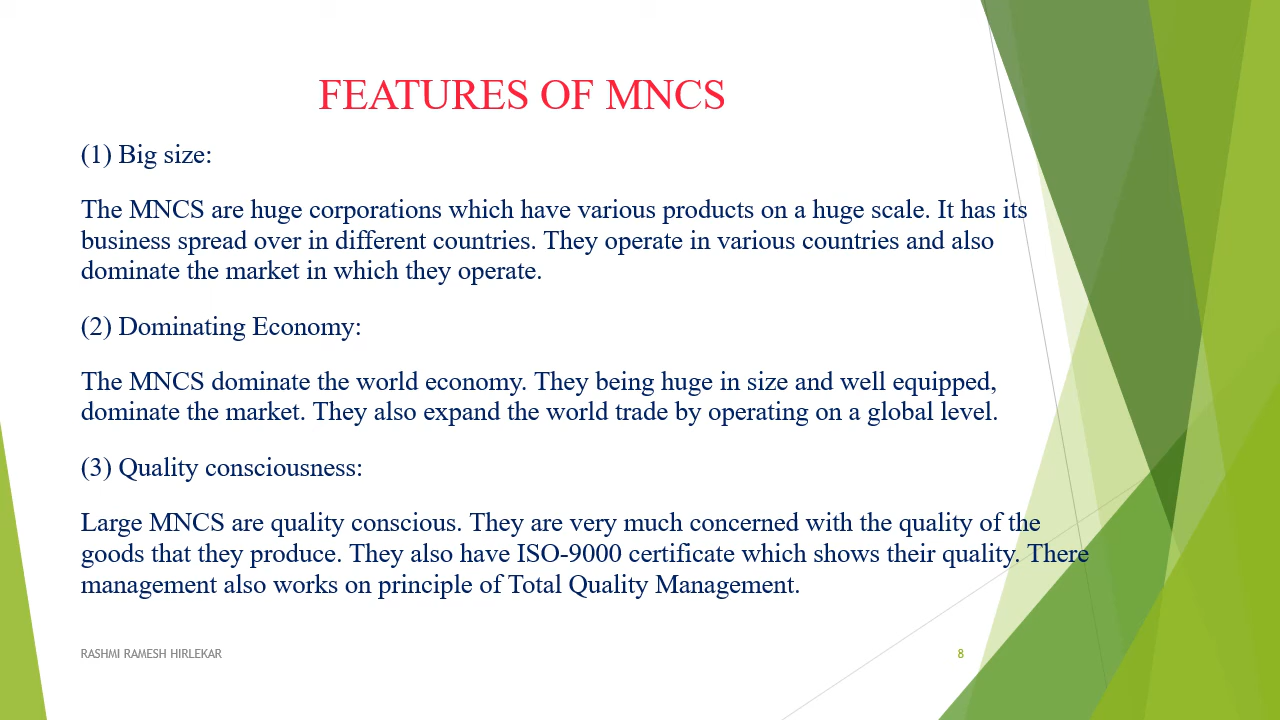 FEATURES OF MNCS
(1) Big size:
The MNCS are huge corporations which have various products on a huge scale. It has its
business spread over in different countries. They operate in various countries and also
dominate the market in which they operate.
(2) Dominating Economy:
The MNCS dominate the world economy. They being huge in size and well equipped,
dominate the market. They also expand the world trade by operating on a global level.
(3) Quality consciousness:
Large MNCS are quality conscious. They are very much concerned with the quality of the
goods that they produce. They also have ISO-9000 certificate which shows their quality. There
management also works on principle of Total Quality Management.
RASHMI RAMESH HIRLEKAR
8